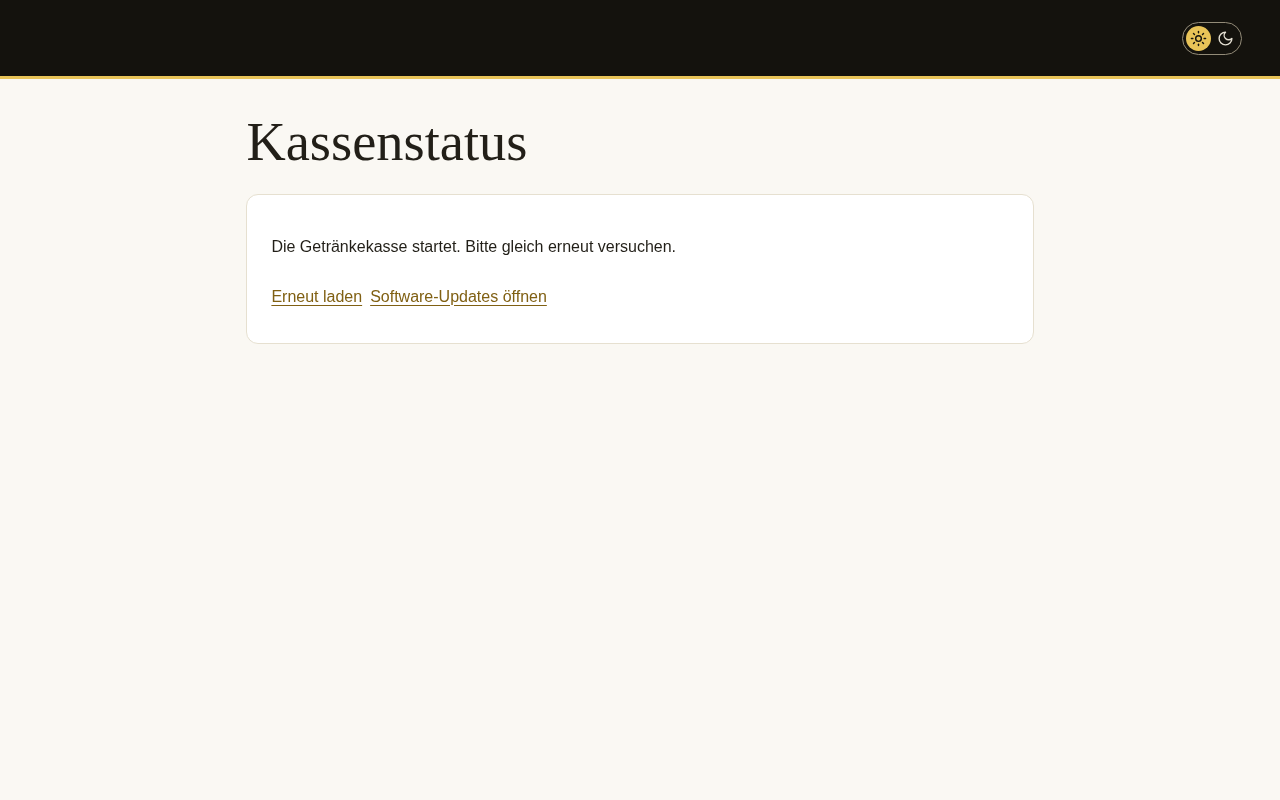 Kassenstatus
Die Getränkekasse startet. Bitte gleich erneut versuchen.
Erneut laden Software-Updates öffnen